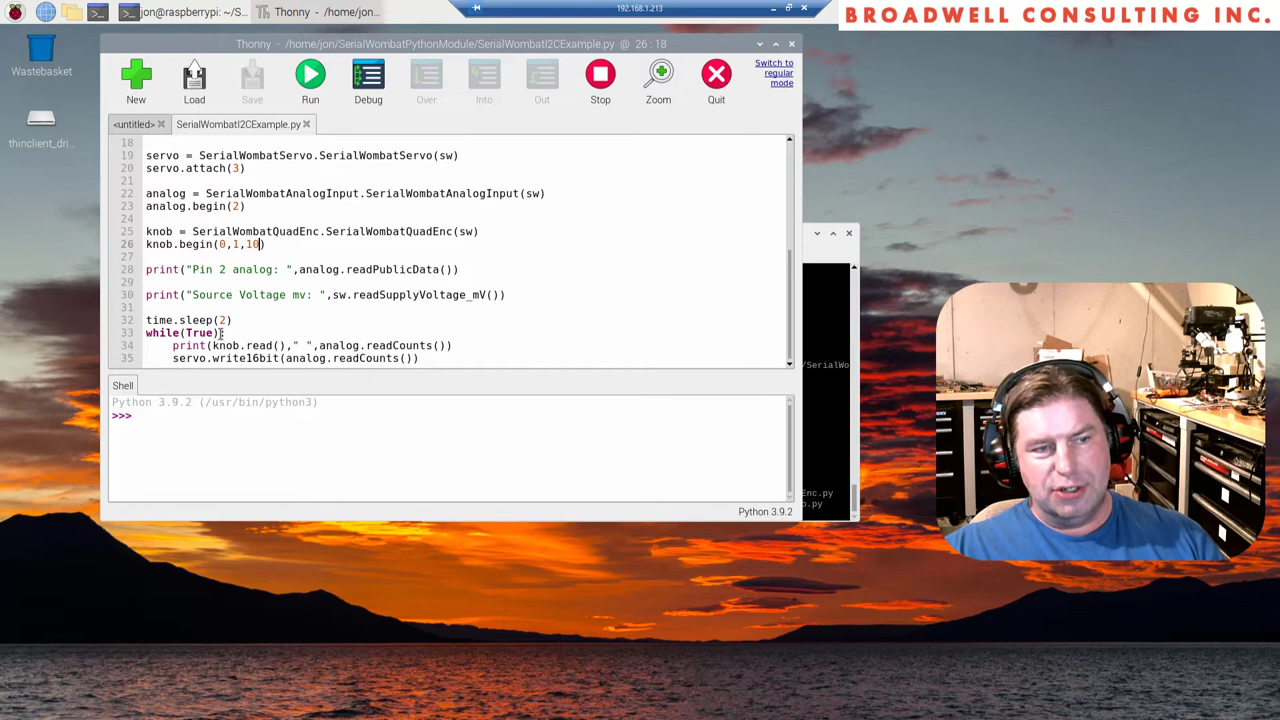 BROADWELL CONSULTING INC.
jon@raspberrypi: ~/S...
Thonny - /home/jon...
192.168.1.213
Wastebasket
thinclient_dri...
Thonny - /home/jon/SerialWombatPythonModule/SerialWombatI2CExample.py @ 26 : 18
New
Load
Save
Run
Debug
Over
Into
Out
Stop
Zoom
Quit
Switch to
regular
mode
<untitled>
SerialWombatI2CExample.py
18
19 servo = SerialWombatServo.SerialWombatServo(sw)
20 servo.attach(3)
21
22 analog = SerialWombatAnalogInput.SerialWombatAnalogInput(sw)
23 analog.begin(2)
24
25 knob = SerialWombatQuadEnc.SerialWombatQuadEnc(sw)
26 knob.begin(0,1,10)
27
28 print("Pin 2 analog: ",analog.readPublicData())
29
30 print("Source Voltage mv: ",sw.readSupplyVoltage_mV())
31
32 time.sleep(2)
33 while(True):
34 print(knob.read()," ",analog.readCounts())
35 servo.write16bit(analog.readCounts())
/SerialWo
Shell
Python 3.9.2 (/usr/bin/python3)
>>>
Enc.py
o.py
Python 3.9.2